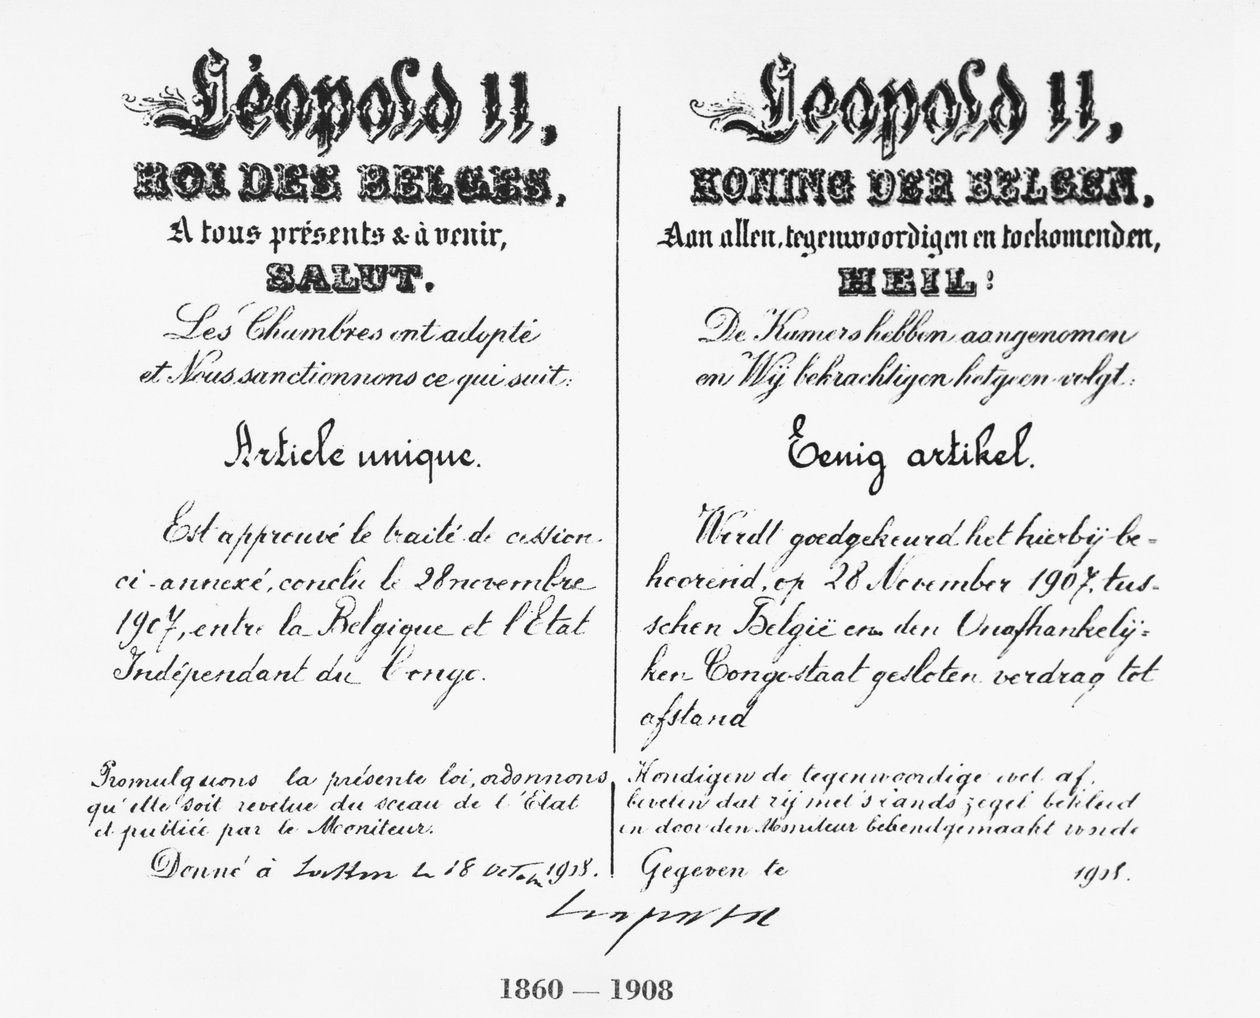 Léopold II,
ROI DES BELGES,
A tous présents & à venir,
SALUT.
Les Chambres ont adopté
et Nous sanctionnons ce qui suit:
Article unique.
Est approuvé le traité de cession
ci-annexé, conclu le 28 novembre
1907, entre la Belgique et l'Etat
Indépendant du Congo.
Promulguons la présente loi, ordonnons
qu'elle soit revêtue du sceau de l'Etat
et publiée par le Moniteur.
Donné à le 18 1908.
Leopold II,
KONING DER BELGEN,
Aan allen, tegenwoordigen en toekomenden,
HEIL:
De Kamers hebben aangenomen
en Wij bekrachtigen hetgeen volgt:
Eenig artikel.
Werdt goedgekeurd het hierbij be=
hoorend, op 28 November 1907, tus-
schen België en den Unafhankelij=
ken Congostaat gesloten verdrag tot
afstand
Kondigen de tegenwoordige wet af,
bevelen dat zij met 's Lands zegel bekleed
en door den Moniteur bekendgemaakt worde
Gegeven te 1908.
Leopold
1860 — 1908